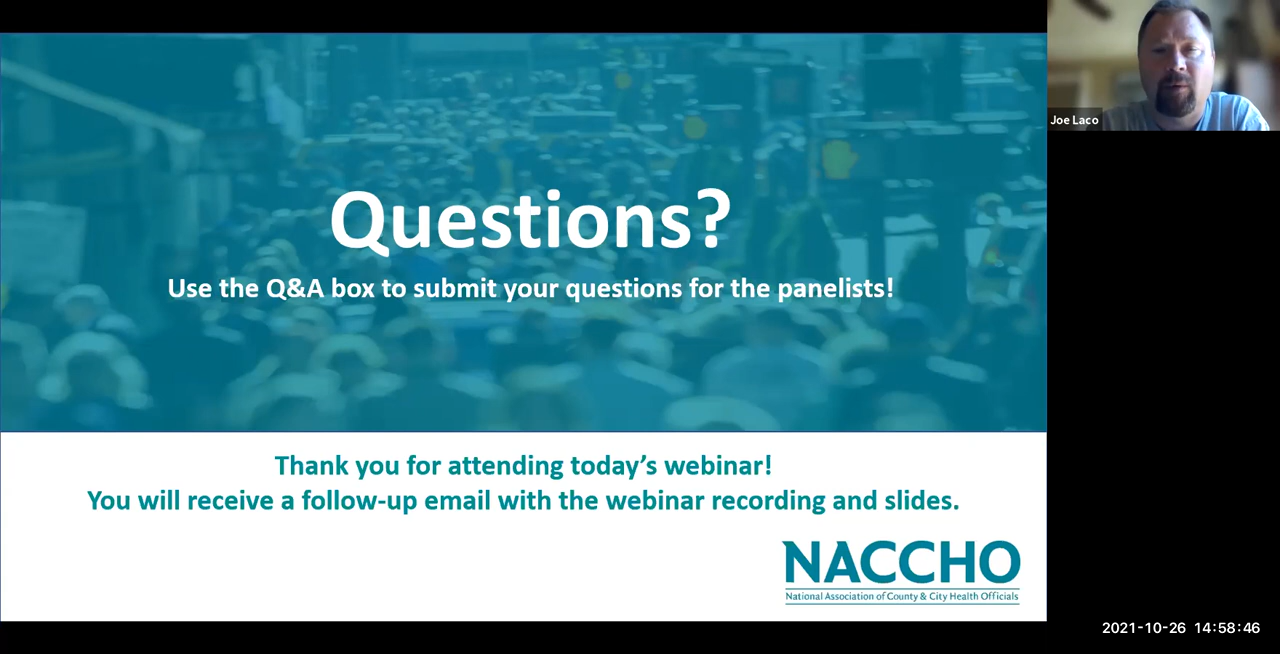 Questions?
Use the Q&A box to submit your questions for the panelists!
Thank you for attending today’s webinar!
You will receive a follow-up email with the webinar recording and slides.
NACCHO
National Association of County & City Health Officials
Joe Laco
2021-10-26 14:58:46